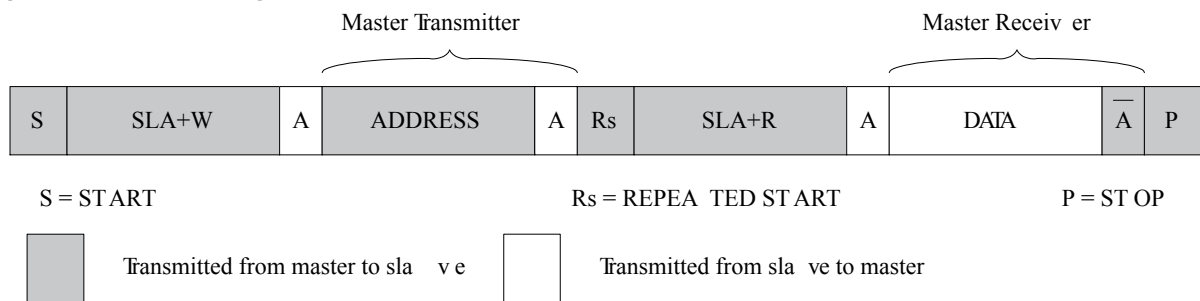 Master Transmitter Master Receiv er
S SLA+W A ADDRESS A Rs SLA+R A DATA A̅ P
S = ST ART Rs = REPEA TED ST ART P = ST OP
Transmitted from master to sla v e Transmitted from sla ve to master